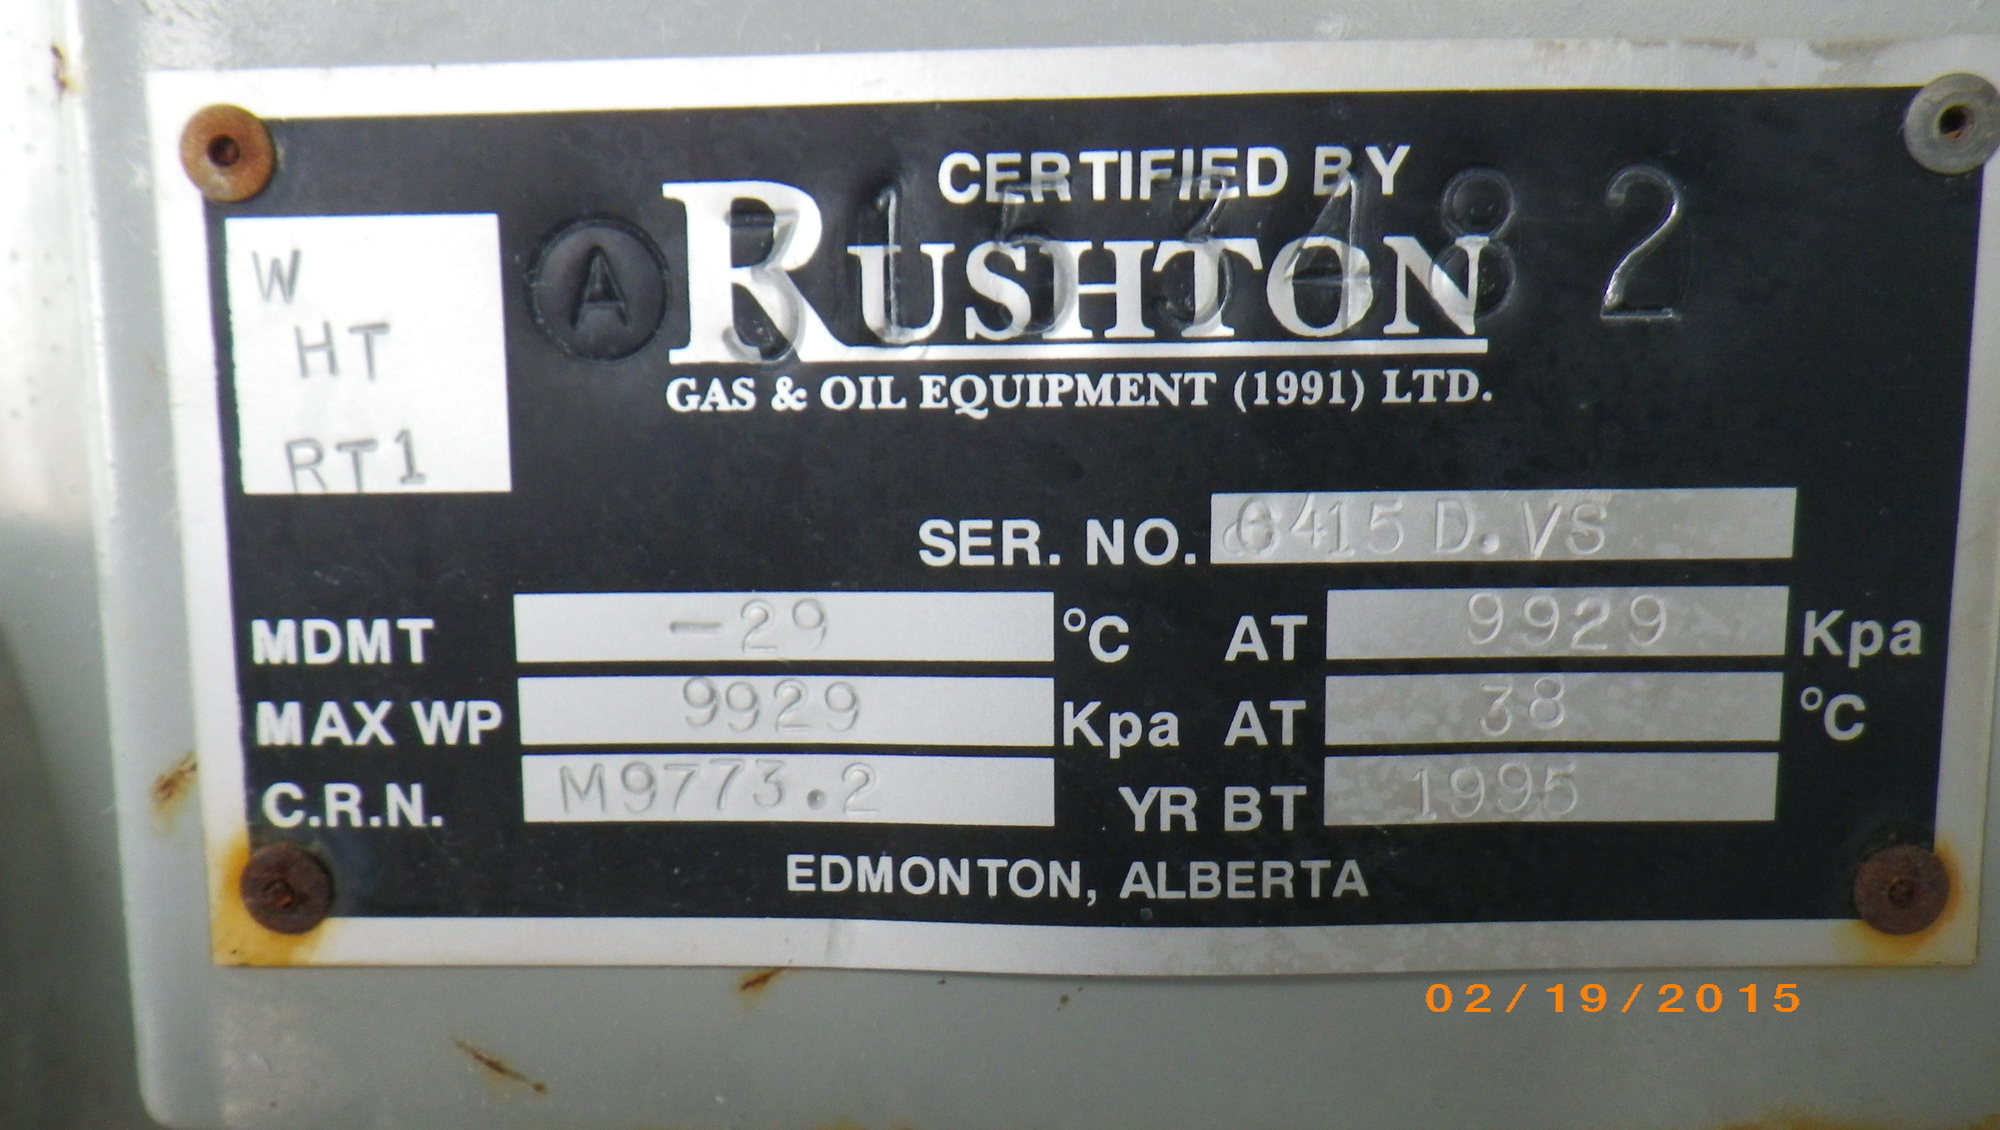 CERTIFIED BY
W
HT
RT1
A 3153482
RUSHTON
GAS & OIL EQUIPMENT (1991) LTD.
SER. NO. 6415 D.VS
MDMT -29 °C AT 9929 Kpa
MAX WP 9929 Kpa AT 38 °C
C.R.N. M9773.2 YR BT 1995
EDMONTON, ALBERTA
02/19/2015